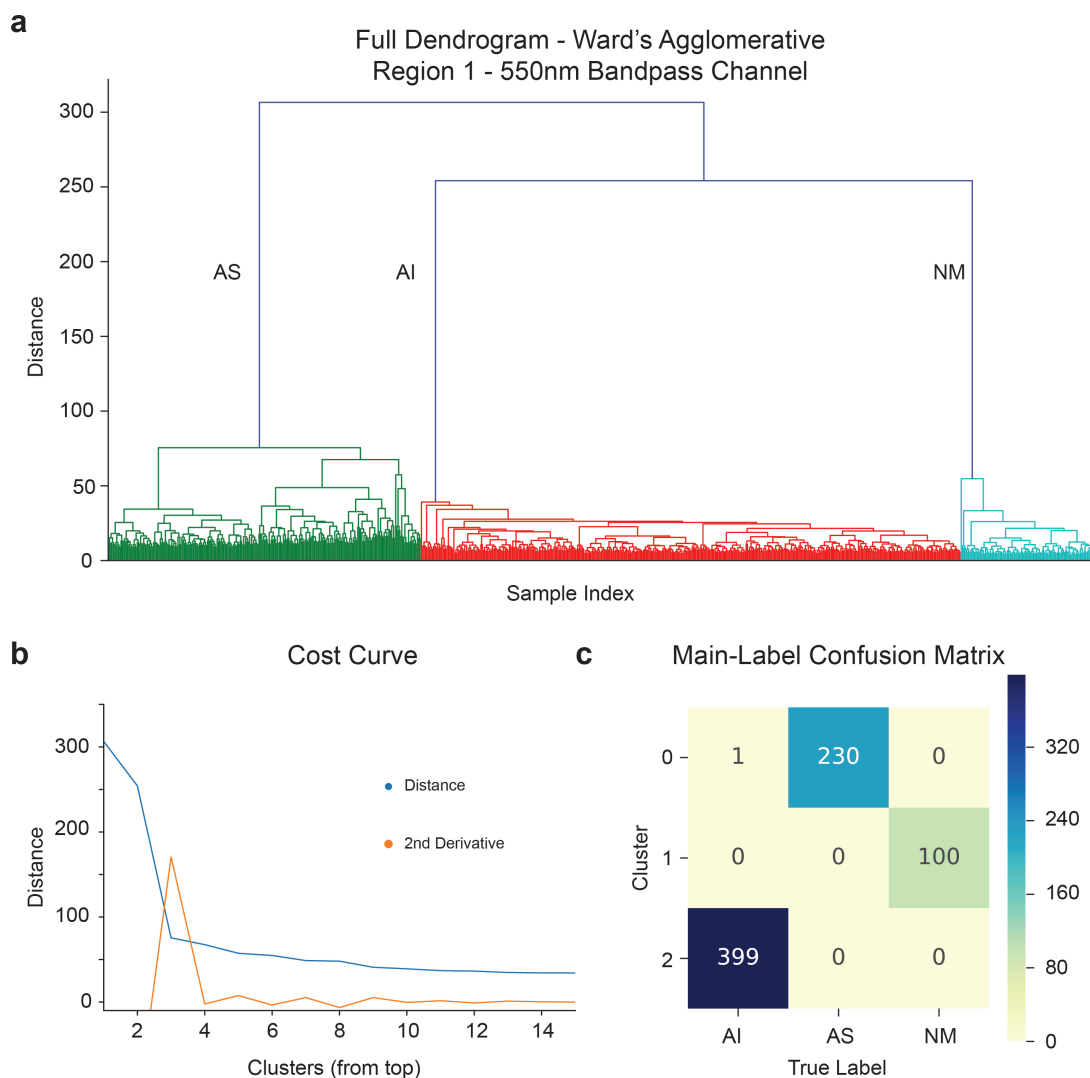 a
Full Dendrogram - Ward’s Agglomerative
Region 1 - 550nm Bandpass Channel
300
250
200
150
100
50
0
Distance
AS
AI
NM
Sample Index
b
Cost Curve
300
200
100
0
Distance
Distance
2nd Derivative
2 4 6 8 10 12 14
Clusters (from top)
c
Main-Label Confusion Matrix
0
1
2
Cluster
1 230 0
0 0 100
399 0 0
AI AS NM
True Label
320
240
160
80
0